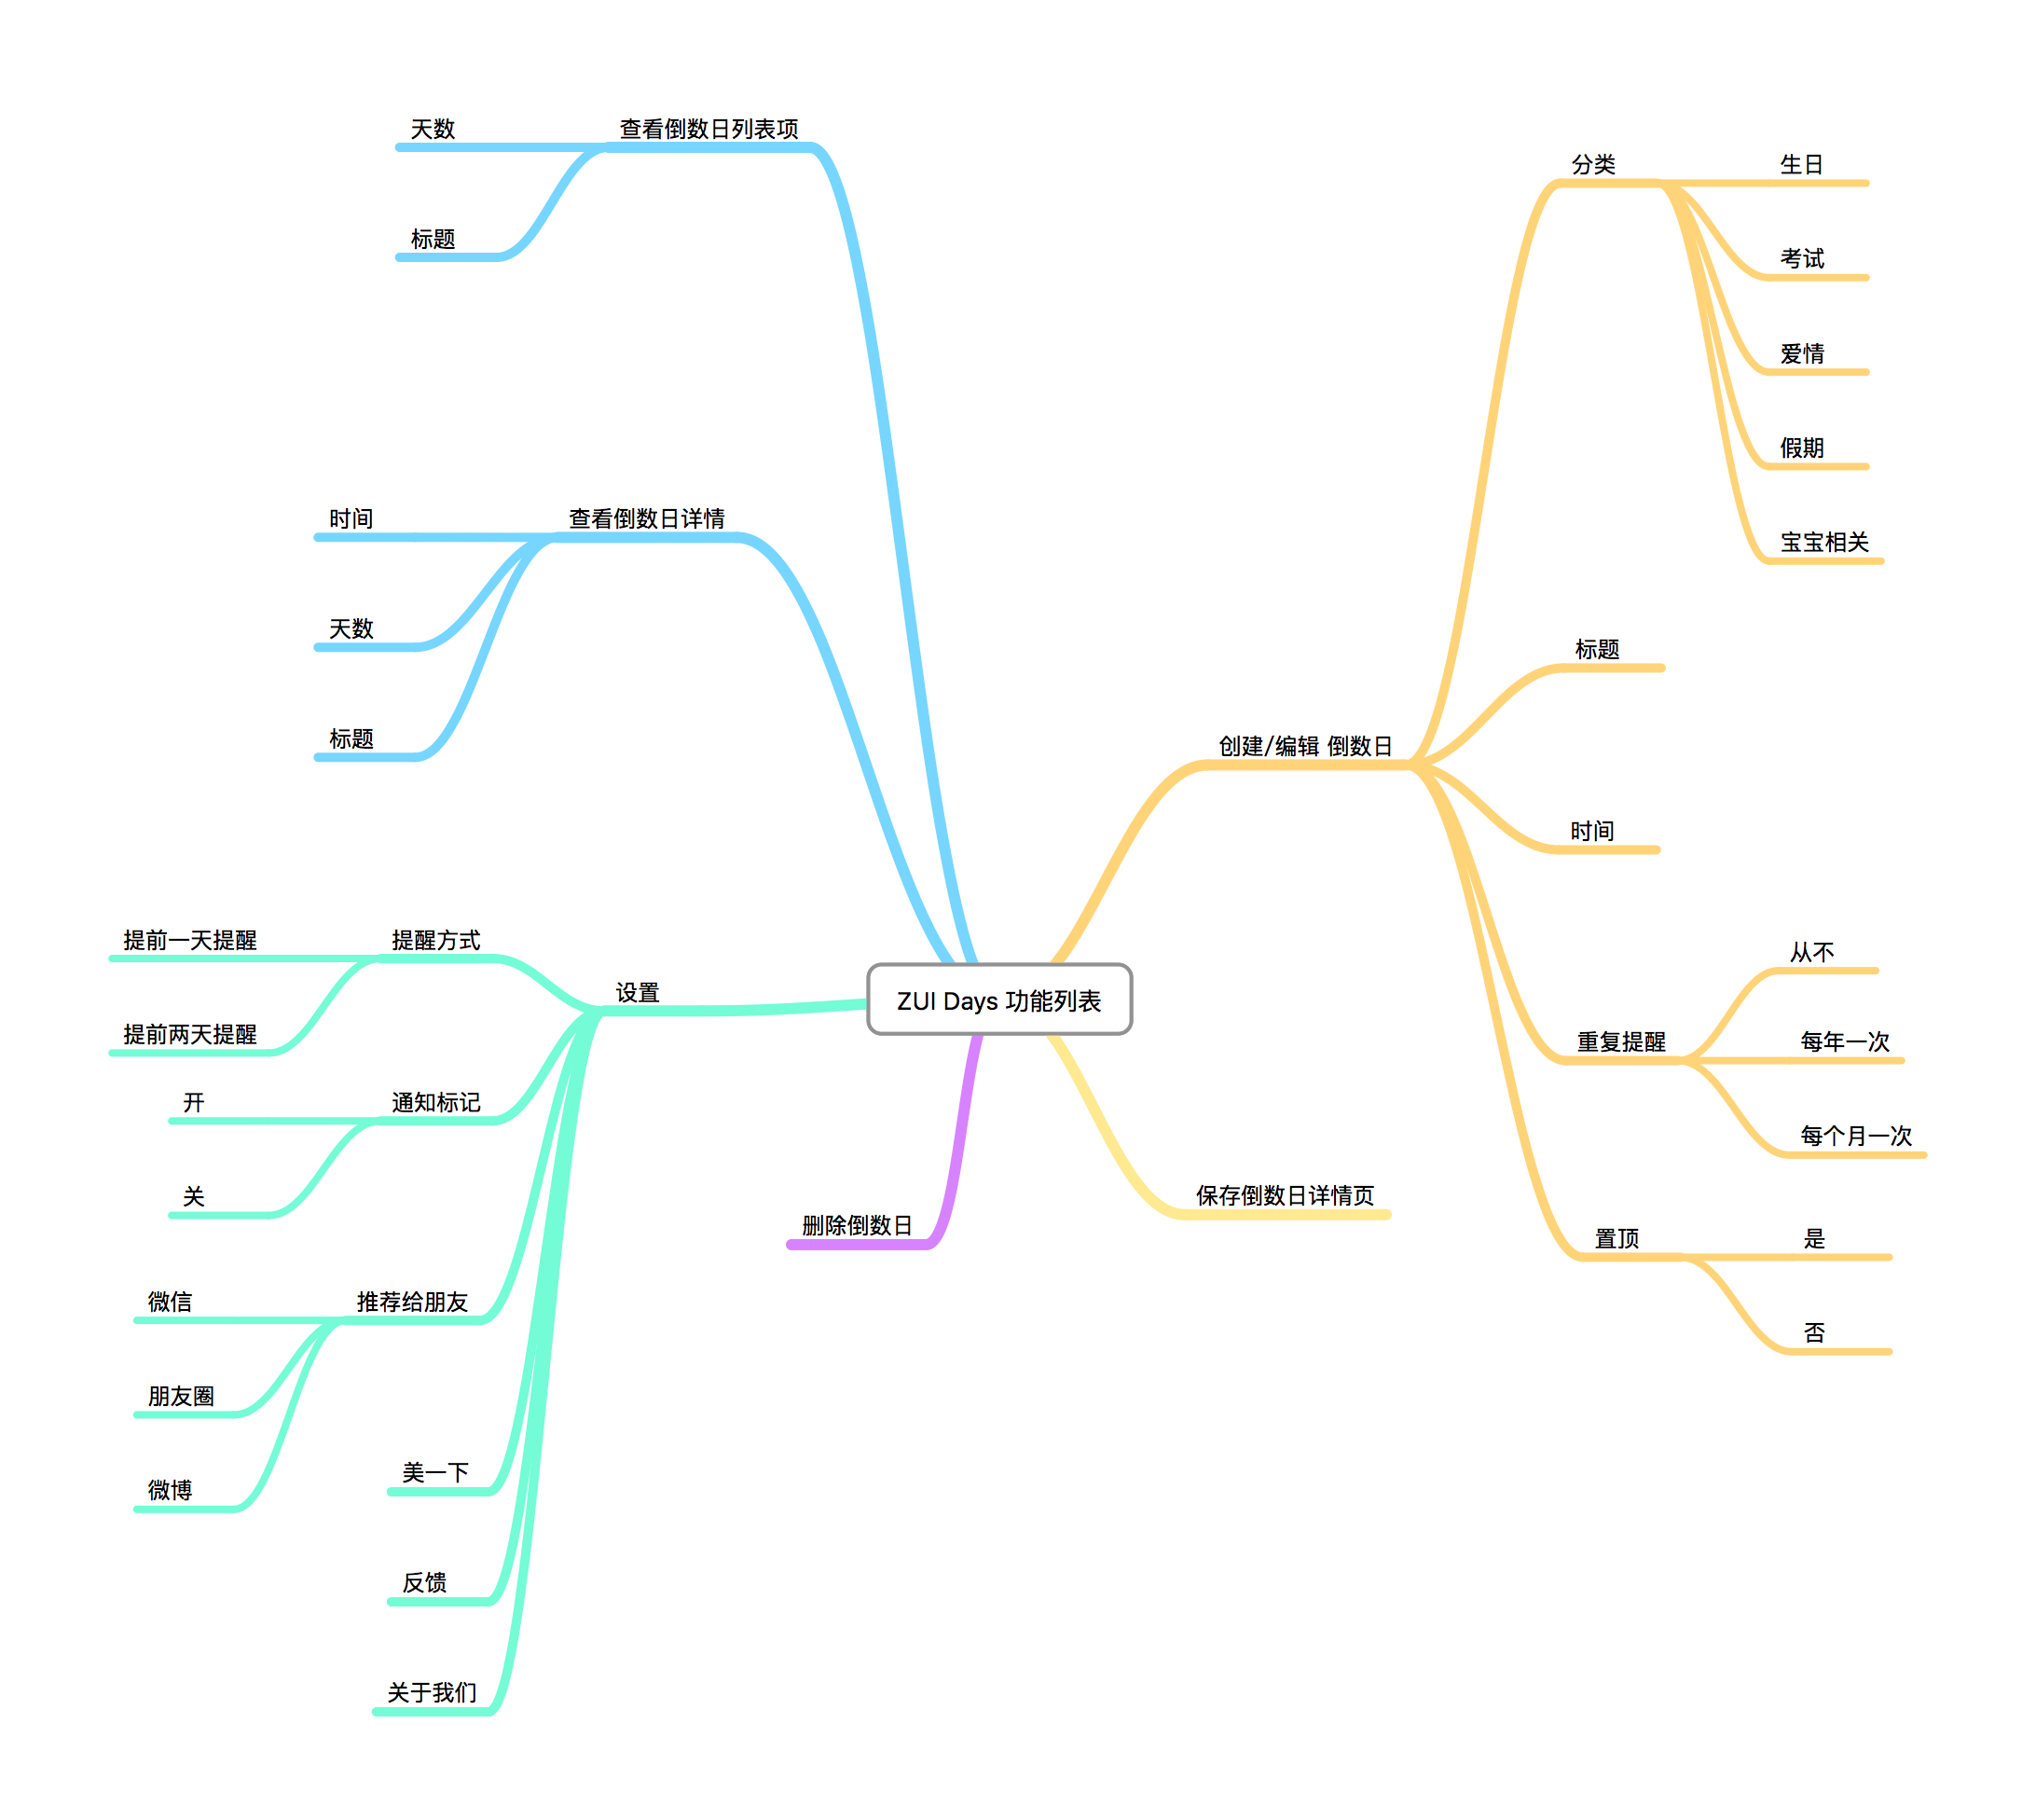 ZUI Days 功能列表
查看倒数日列表项
天数
标题
查看倒数日详情
时间
天数
标题
设置
提醒方式
提前一天提醒
提前两天提醒
通知标记
开
关
推荐给朋友
微信
朋友圈
微博
美一下
反馈
关于我们
删除倒数日
创建/编辑 倒数日
分类
生日
考试
爱情
假期
宝宝相关
标题
时间
重复提醒
从不
每年一次
每个月一次
置顶
是
否
保存倒数日详情页